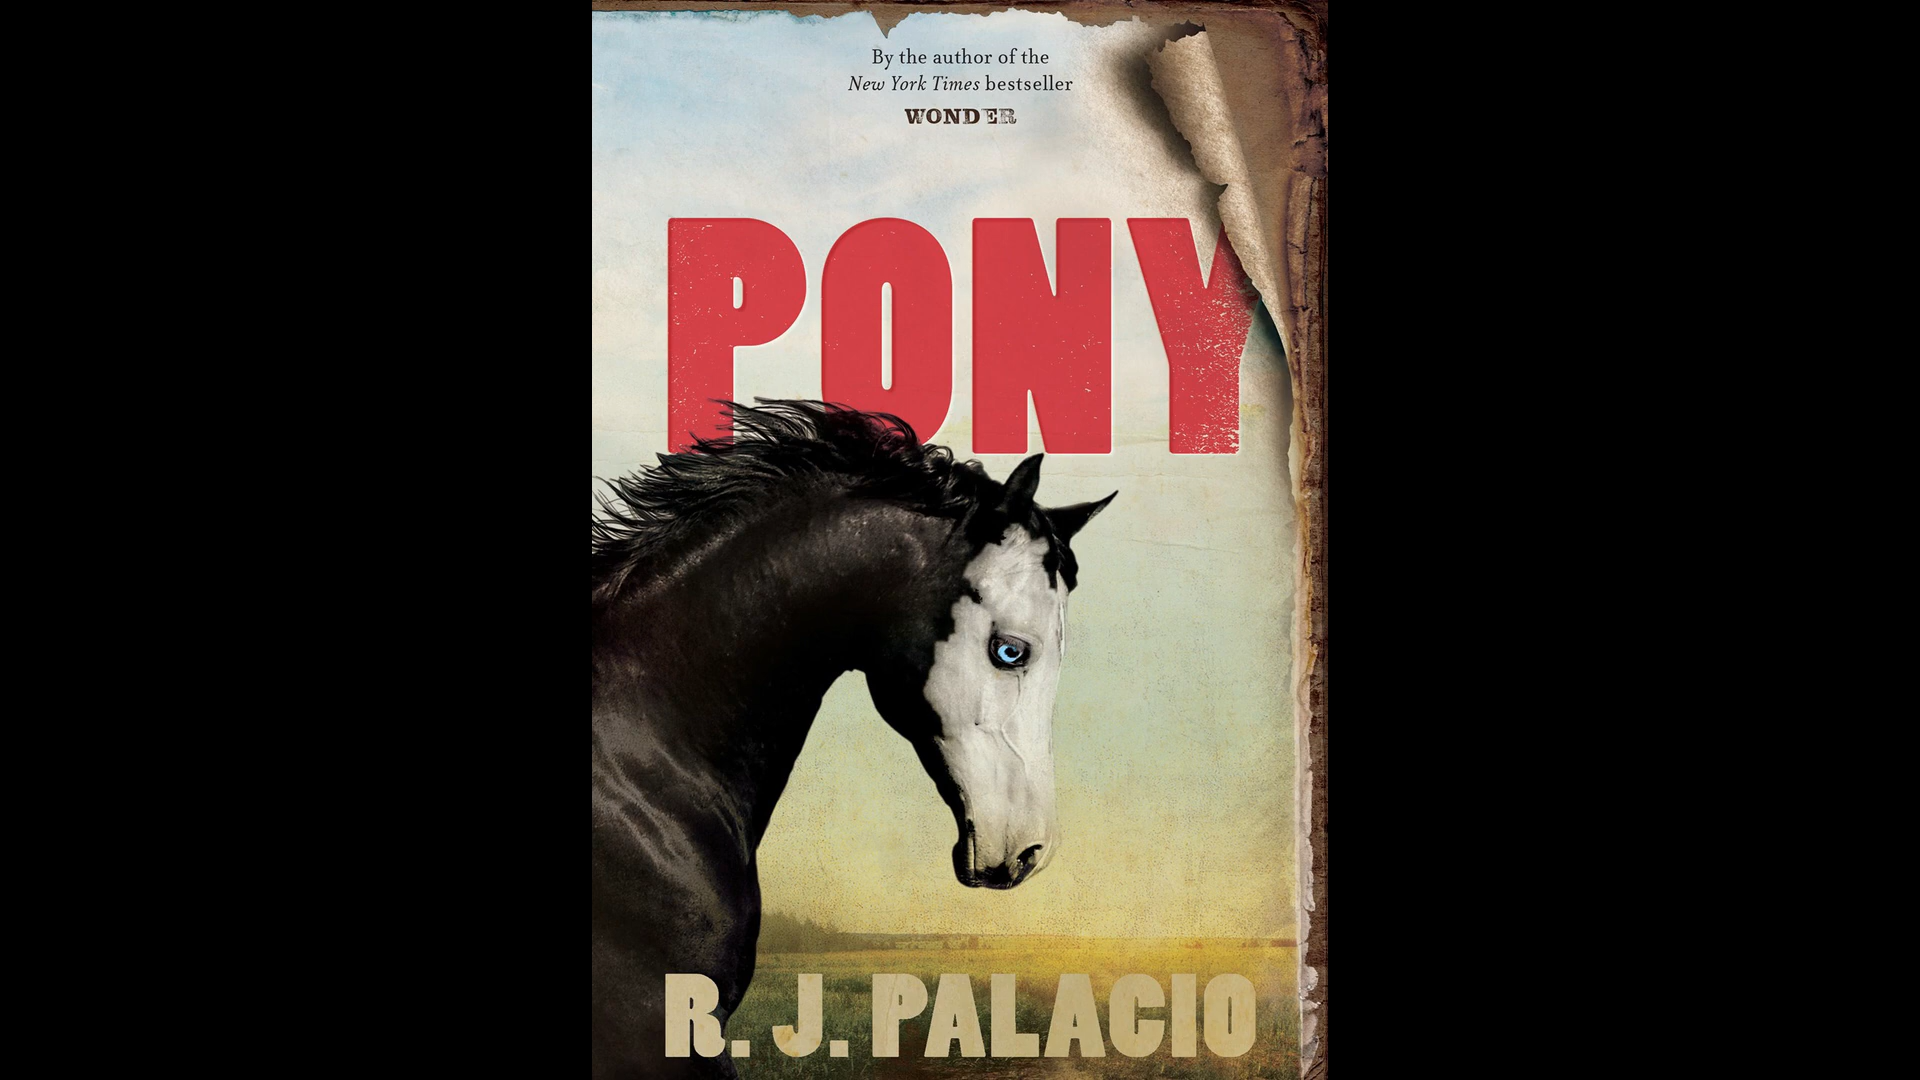 By the author of the
New York Times bestseller
WONDER
PONY
R. J. PALACIO